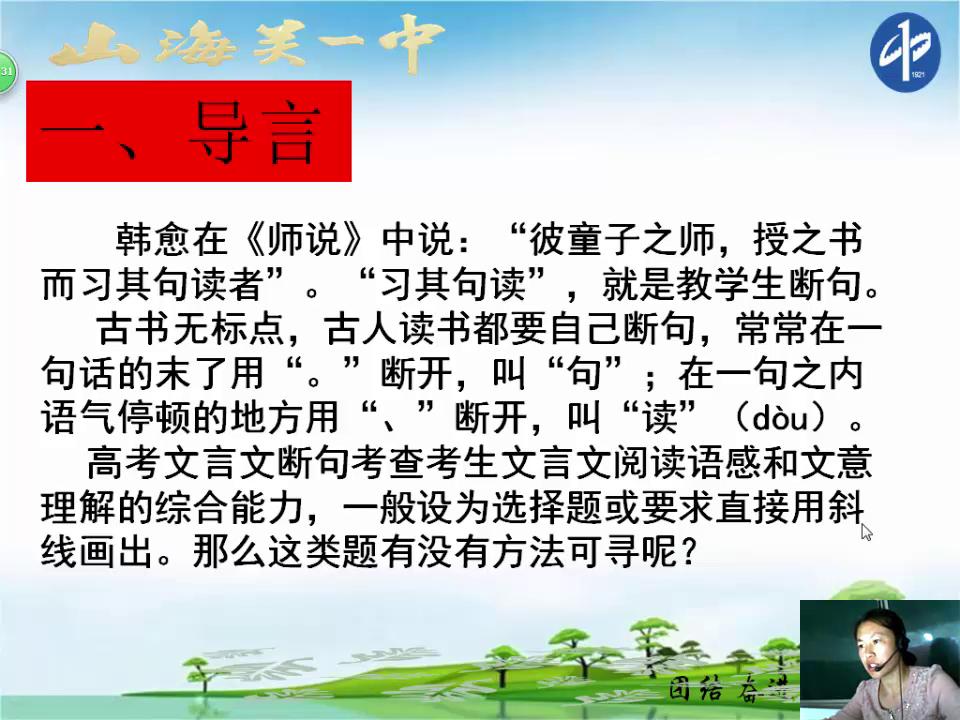 山海关一中
1921
31
一、导言
韩愈在《师说》中说：“彼童子之师，授之书
而习其句读者”。“习其句读”，就是教学生断句。
古书无标点，古人读书都要自己断句，常常在一
句话的末了用“。”断开，叫“句”；在一句之内
语气停顿的地方用“、”断开，叫“读”（dòu）。
高考文言文断句考查考生文言文阅读语感和文意
理解的综合能力，一般设为选择题或要求直接用斜
线画出。那么这类题有没有方法可寻呢？
团结 奋进